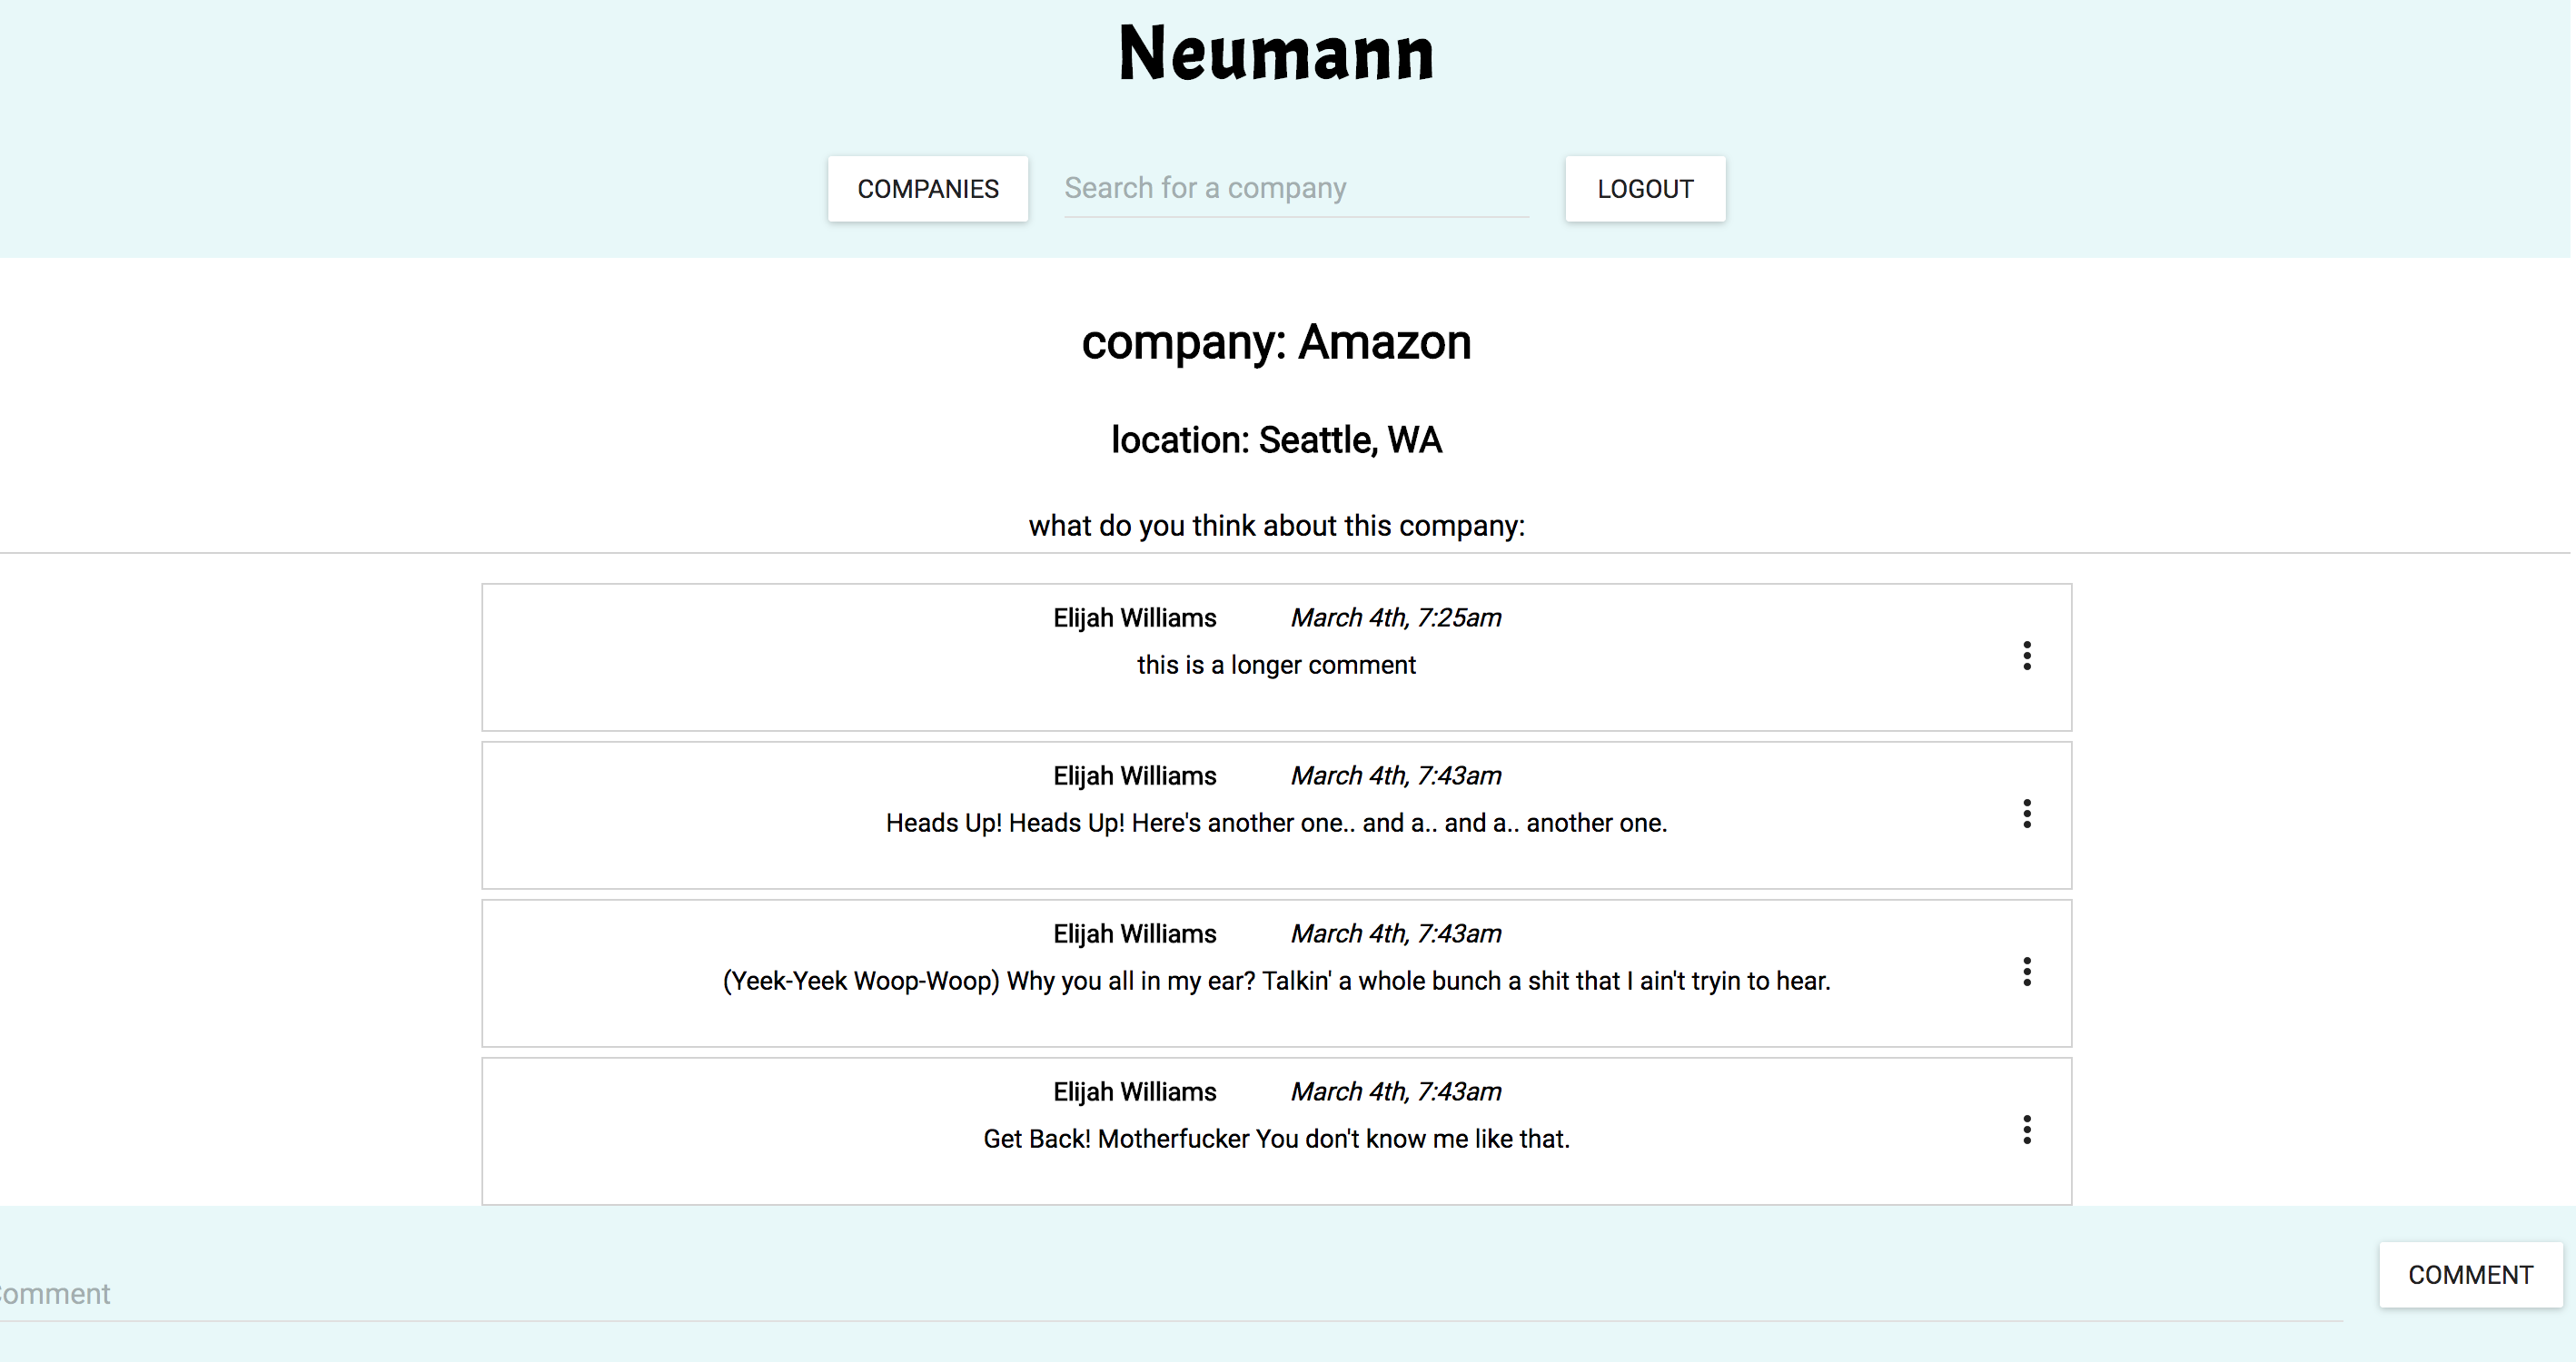 Neumann
COMPANIES Search for a company LOGOUT
company: Amazon
location: Seattle, WA
what do you think about this company:
Elijah Williams March 4th, 7:25am
this is a longer comment
Elijah Williams March 4th, 7:43am
Heads Up! Heads Up! Here's another one.. and a.. and a.. another one.
Elijah Williams March 4th, 7:43am
(Yeek-Yeek Woop-Woop) Why you all in my ear? Talkin' a whole bunch a shit that I ain't tryin to hear.
Elijah Williams March 4th, 7:43am
Get Back! Motherfucker You don't know me like that.
Comment COMMENT